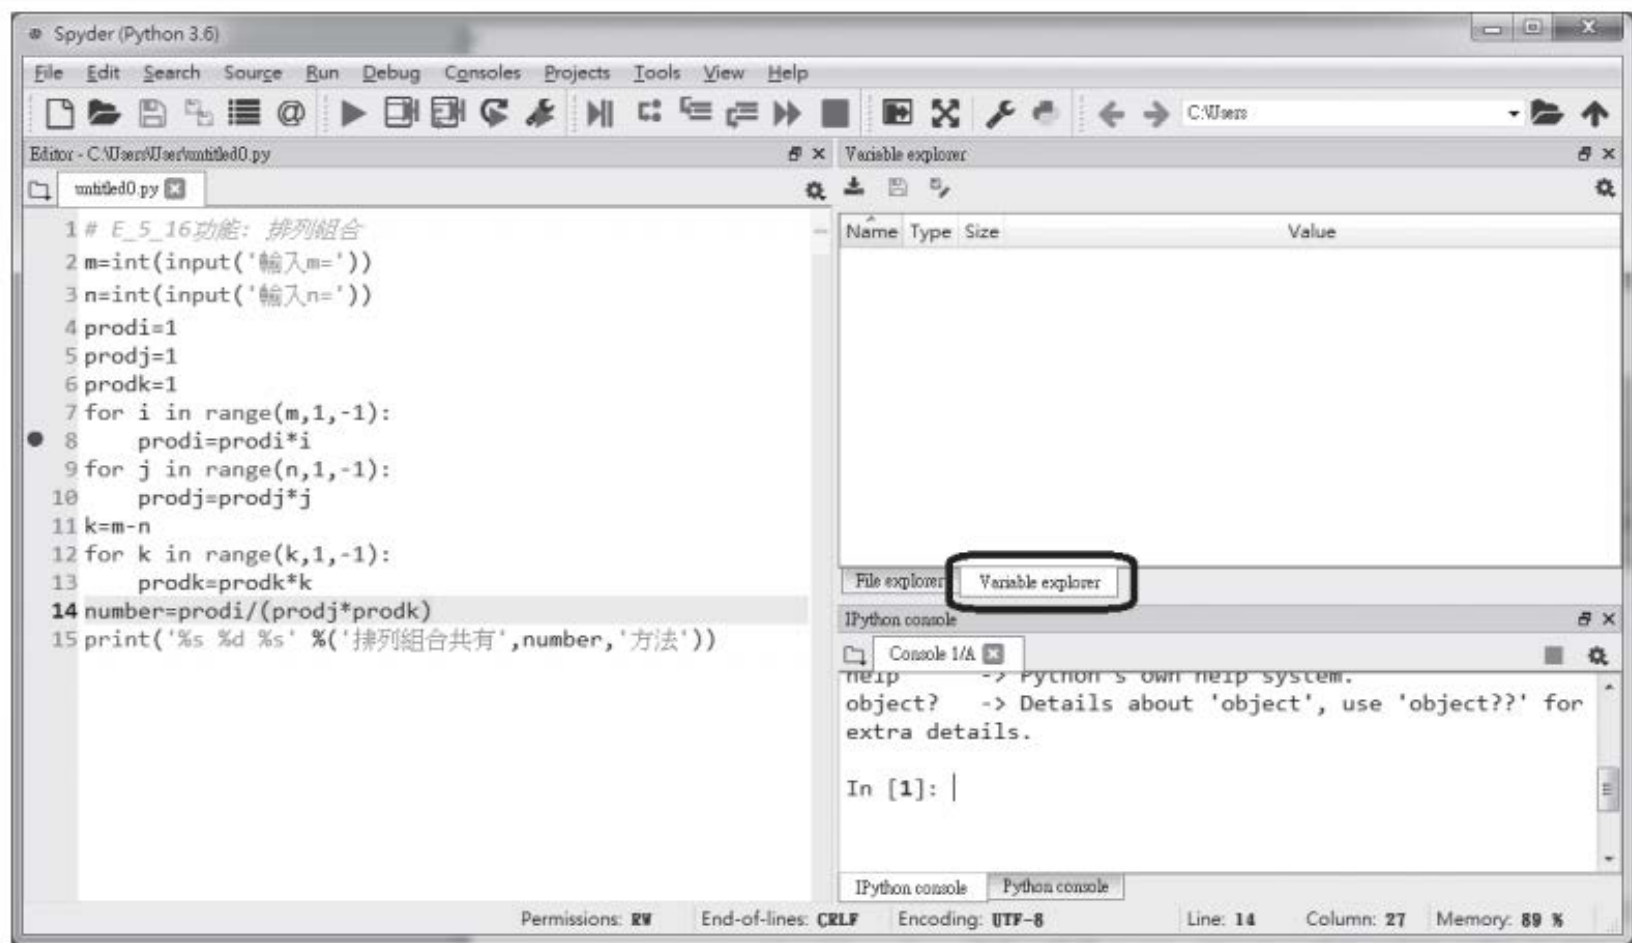 Spyder (Python 3.6)
File Edit Search Source Run Debug Consoles Projects Tools View Help
C:\Users
Editor - C:\Users\User\untitled0.py
untitled0.py
1 # E_5_16功能: 排列組合
2 m=int(input('輸入m='))
3 n=int(input('輸入n='))
4 prodi=1
5 prodj=1
6 prodk=1
7 for i in range(m,1,-1):
8 prodi=prodi*i
9 for j in range(n,1,-1):
10 prodj=prodj*j
11 k=m-n
12 for k in range(k,1,-1):
13 prodk=prodk*k
14 number=prodi/(prodj*prodk)
15 print('%s %d %s' %('排列組合共有',number,'方法'))
Variable explorer
Name Type Size Value
File explorer Variable explorer
IPython console
Console 1/A
help -> Python's own help system.
object? -> Details about 'object', use 'object??' for
extra details.
In [1]:
IPython console Python console
Permissions: RW End-of-lines: CRLF Encoding: UTF-8 Line: 14 Column: 27 Memory: 89 %